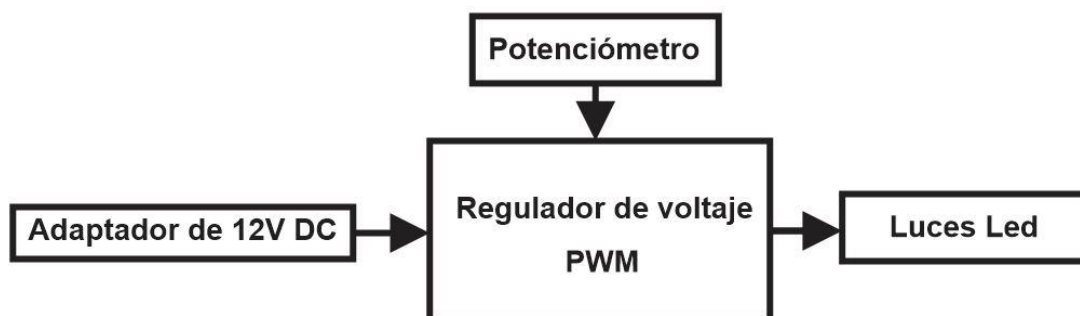 Potenciómetro
Adaptador de 12V DC
Regulador de voltaje
PWM
Luces Led